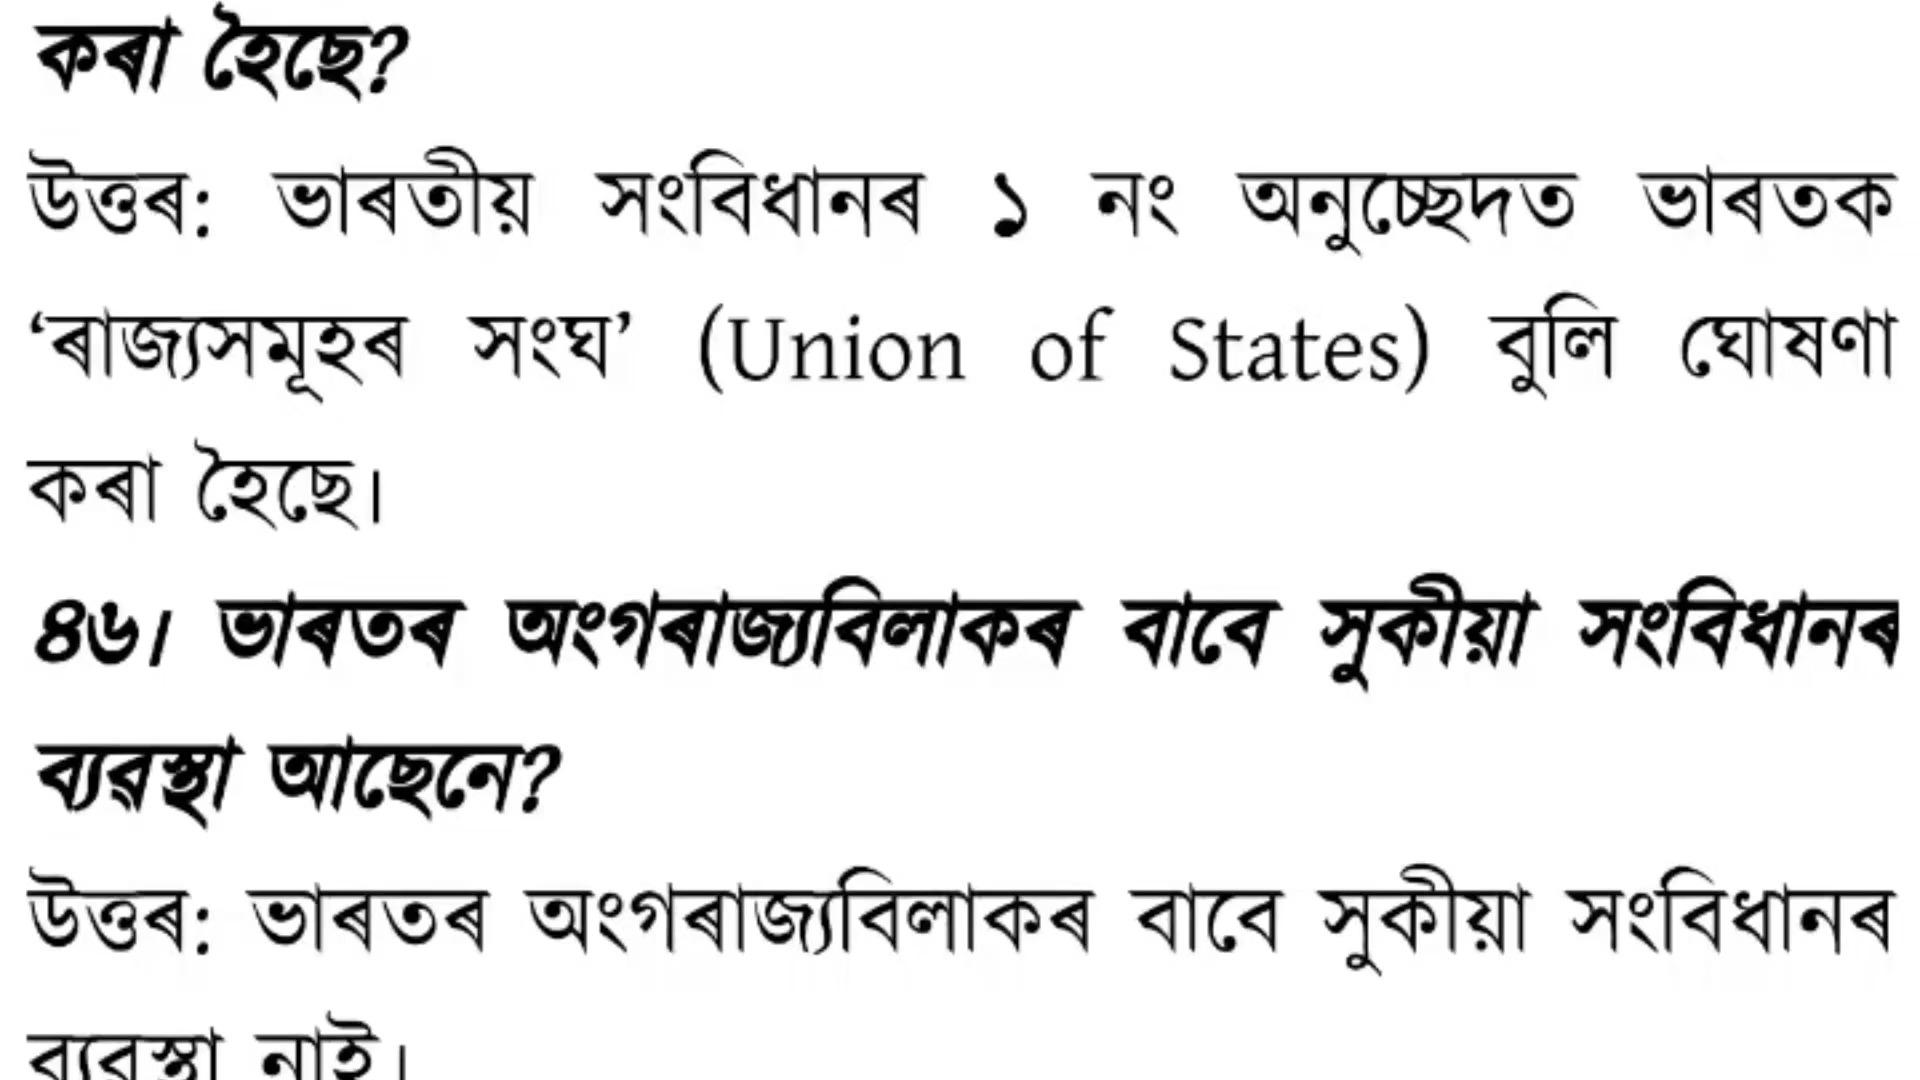 কৰা হৈছে?
উত্তৰ: ভাৰতীয় সংবিধানৰ ১ নং অনুচ্ছেদত ভাৰতক
‘ৰাজ্যসমূহৰ সংঘ’ (Union of States) বুলি ঘোষণা
কৰা হৈছে।
৪৬। ভাৰতৰ অংগৰাজ্যবিলাকৰ বাবে সুকীয়া সংবিধানৰ
ব্যৱস্থা আছেনে?
উত্তৰ: ভাৰতৰ অংগৰাজ্যবিলাকৰ বাবে সুকীয়া সংবিধানৰ
ব্যৱস্থা নাই।